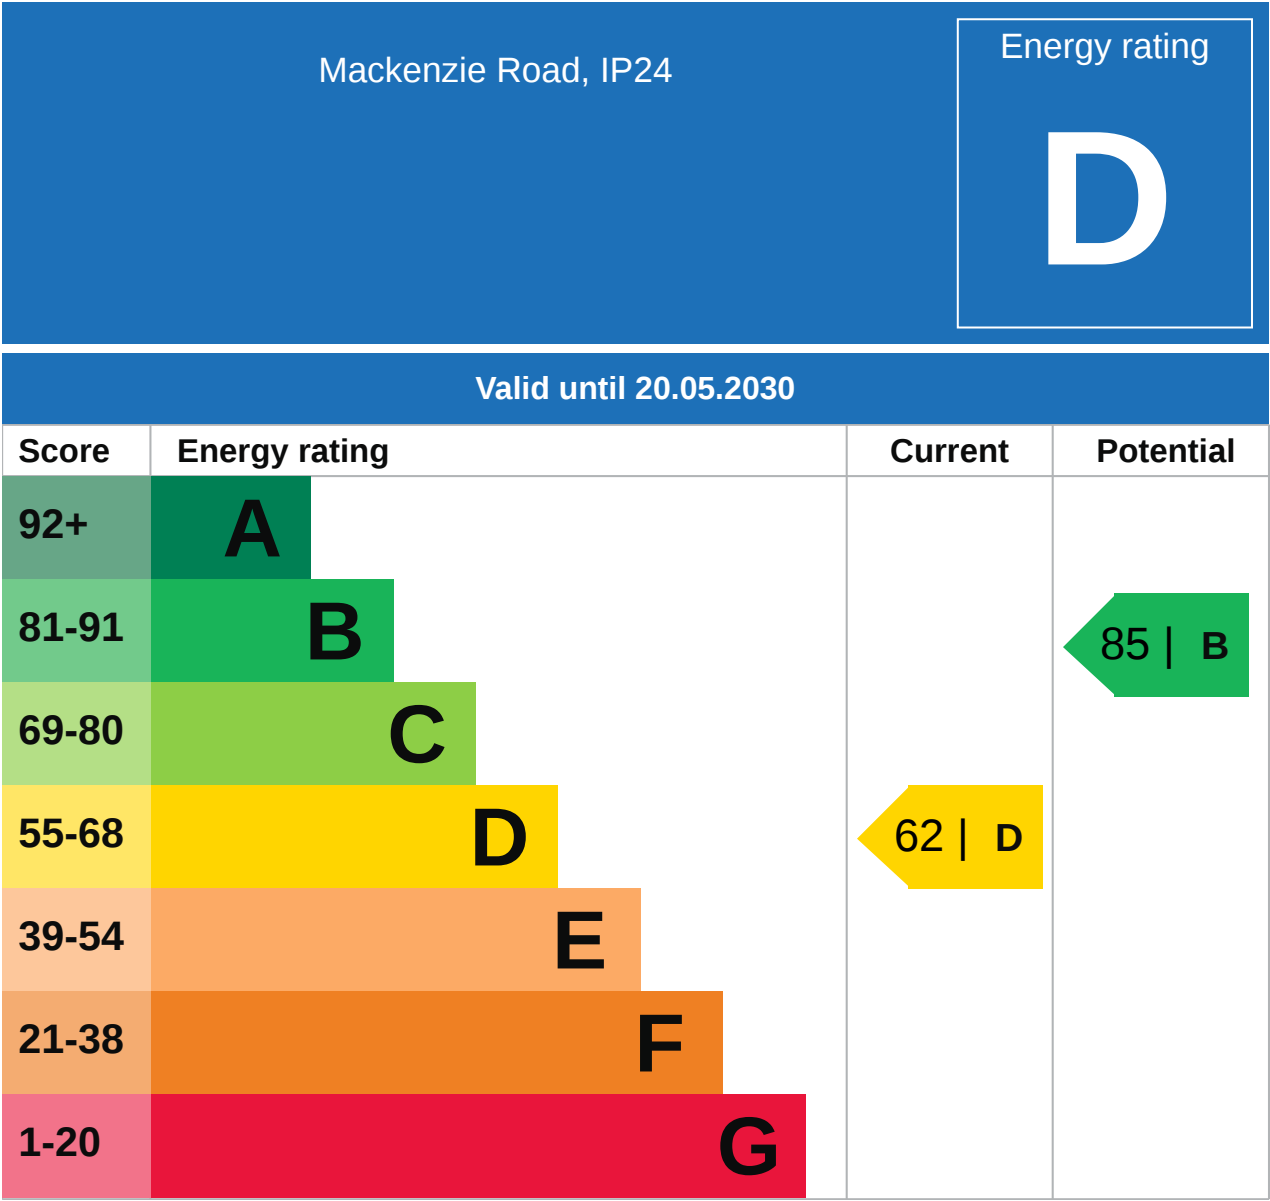 Mackenzie Road, IP24
Energy rating
D
Valid until 20.05.2030
Score Energy rating Current Potential
92+ A
81-91 B 85 | B
69-80 C
55-68 D 62 | D
39-54 E
21-38 F
1-20 G